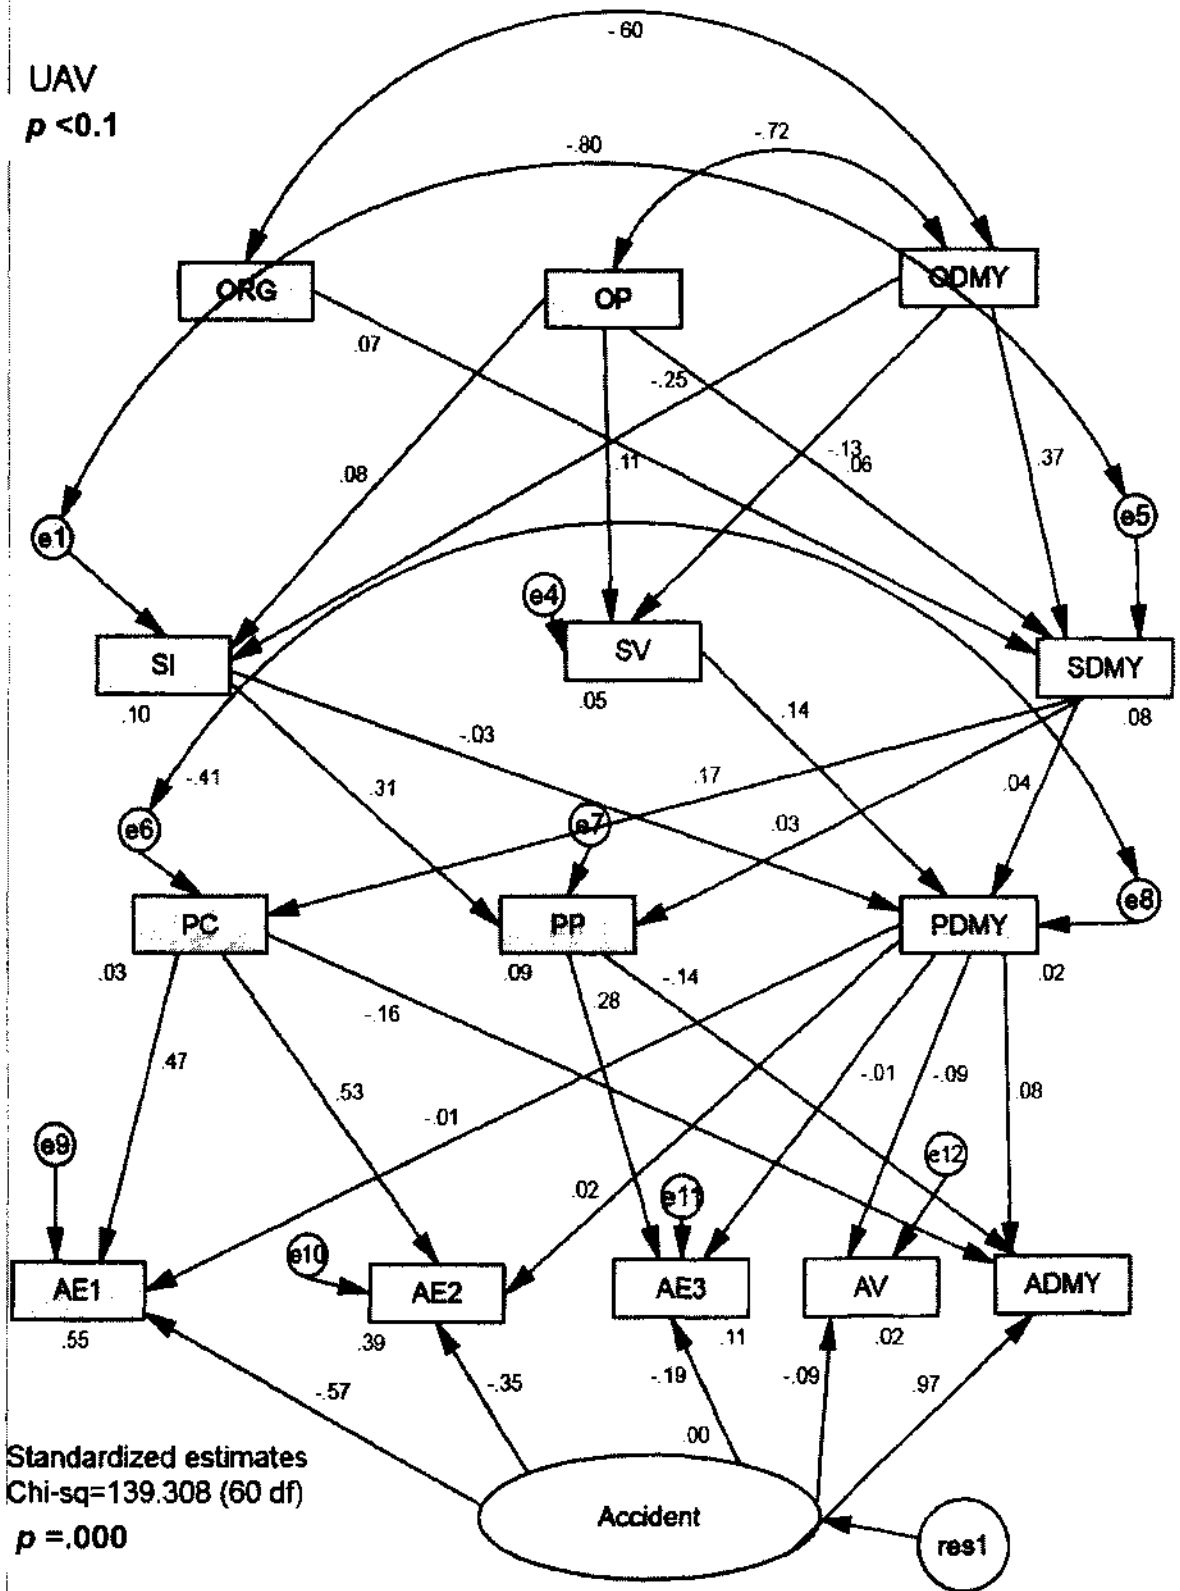 -.60
UAV
p <0.1
-.80
-.72
ORG
OP
ODMY
.07
-.25
.08
.11
-.13
.06
.37
e1
e5
e4
SI
SV
SDMY
.10
.05
.08
-.03
.14
-.41
.31
.17
.04
e6
e7
.03
e8
PC
PP
PDMY
.03
.09
.02
-.14
.28
-.16
.47
.53
-.01
-.09
.08
-.01
e9
e12
.02
e11
e10
AE1
AE2
AE3
AV
ADMY
.55
.39
.11
.02
-.57
-.35
-.19
-.09
.97
.00
Standardized estimates
Chi-sq=139.308 (60 df)
p =.000
Accident
res1